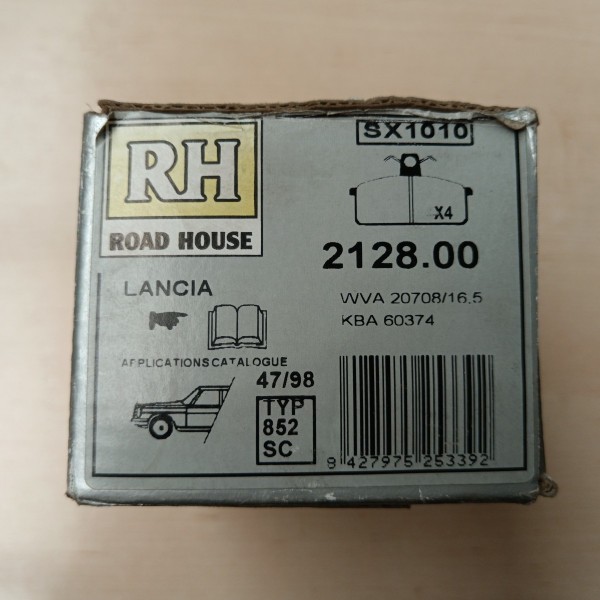 RH
ROAD HOUSE
SX1010
X4
2128.00
LANCIA
WVA 20708/16,5
KBA 60374
APPLICATIONS CATALOGUE
47/98
TYP
852
SC
8 427975 253392